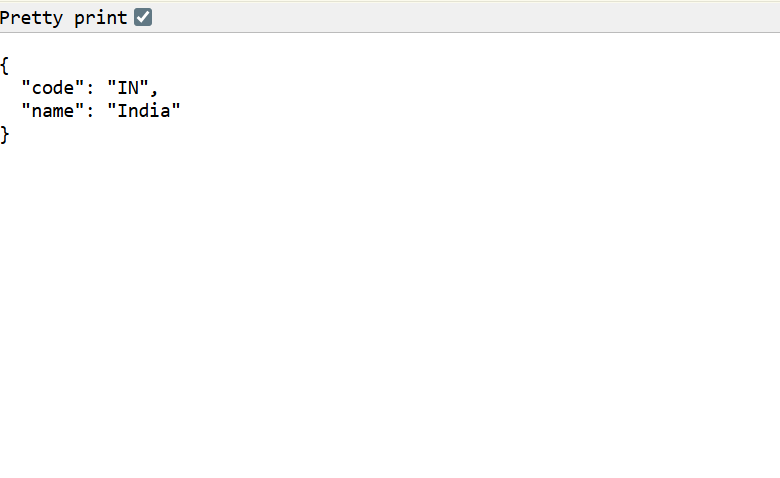 Pretty print
{
  "code": "IN",
  "name": "India"
}